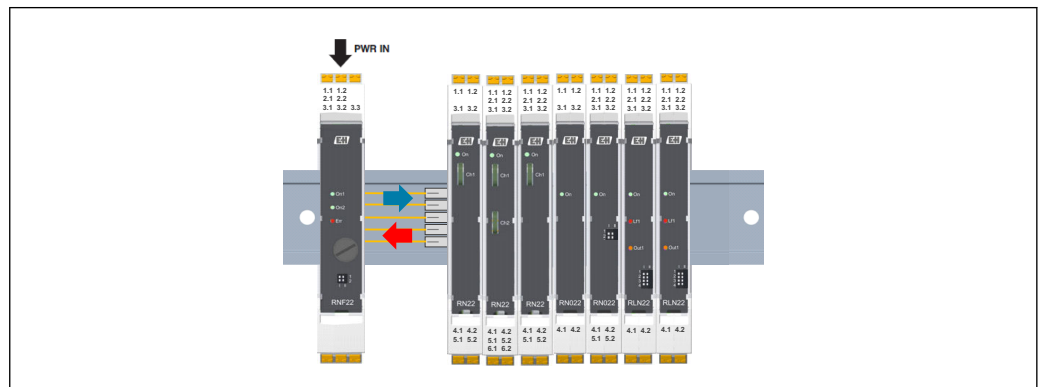 PWR IN
1.1 1.2
2.1 2.2
3.1 3.2 3.3
E+H
On1
On2
Err
1 2
RNF22
1.1 1.2
3.1 3.2
E+H
On
Ch1
RN22
4.1 4.2
5.1 5.2
1.1 1.2
2.1 2.2
3.1 3.2
E+H
On
Ch1
Ch2
RN22
4.1 4.2
5.1 5.2
6.1 6.2
1.1 1.2
2.1 2.2
3.1 3.2
E+H
On
Ch1
RN22
4.1 4.2
5.1 5.2
1.1 1.2
3.1 3.2
E+H
On
RN022
4.1 4.2
1.1 1.2
2.1 2.2
3.1 3.2
E+H
On
RN022
4.1 4.2
5.1 5.2
1.1 1.2
2.1 2.2
3.1 3.2
E+H
On
Lf1
Out1
RLN22
4.1 4.2
1.1 1.2
2.1 2.2
3.1 3.2
E+H
On
Lf1
Out1
RLN22
4.1 4.2